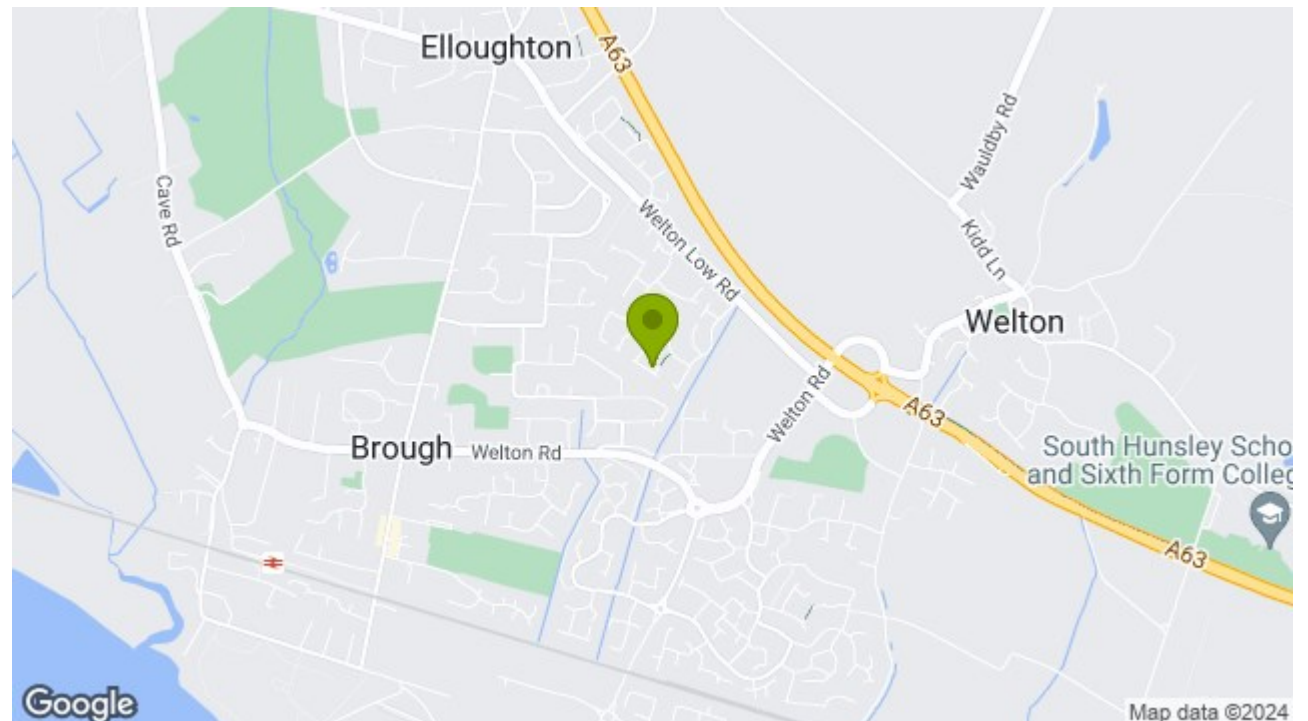 Elloughton
A63
Wauldby Rd
Cave Rd
Welton Low Rd
Kidd Ln
Welton
Welton Rd
A63
South Hunsley Scho
and Sixth Form Colleg
Brough
Welton Rd
A63
Google
Map data ©2024